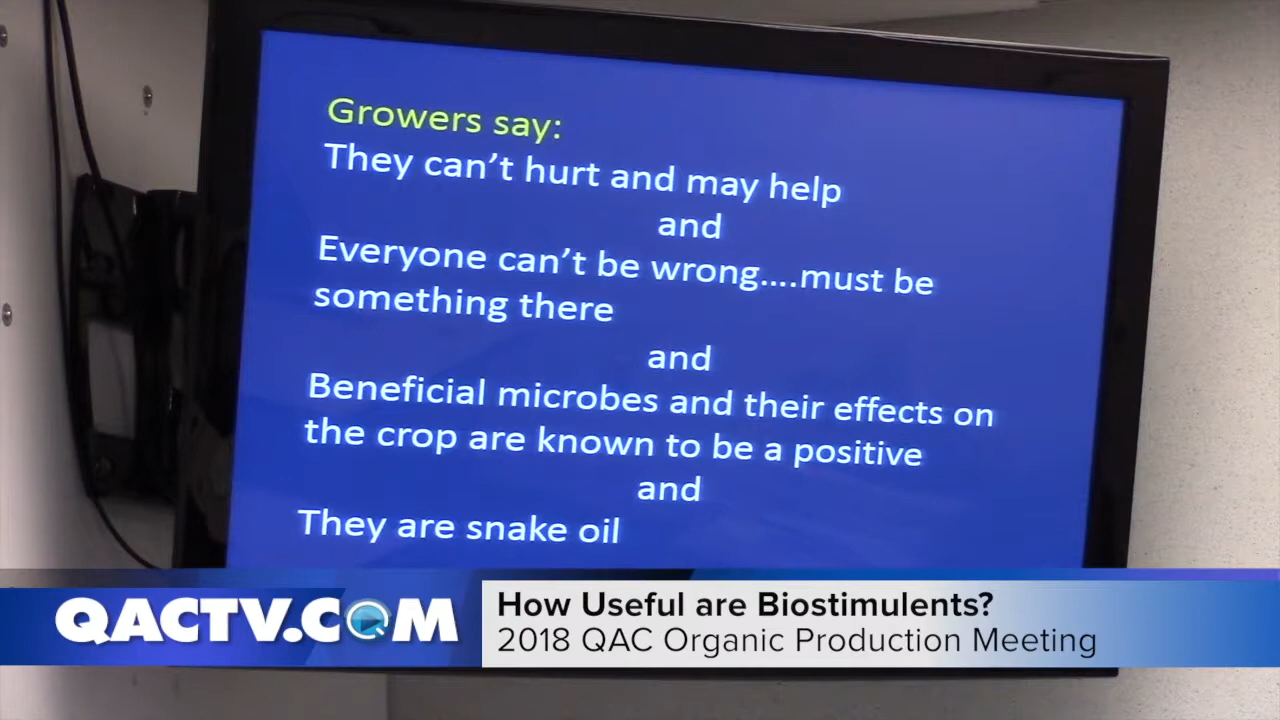 Growers say:
They can't hurt and may help
and
Everyone can't be wrong....must be
something there
and
Beneficial microbes and their effects on
the crop are known to be a positive
and
They are snake oil
QACTV.COM
How Useful are Biostimulents?
2018 QAC Organic Production Meeting